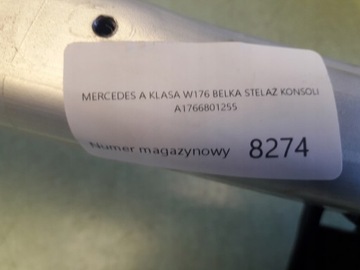 MERCEDES A KLASA W176 BELKA STELAŻ KONSOLI
A1766801255
Numer magazynowy 8274